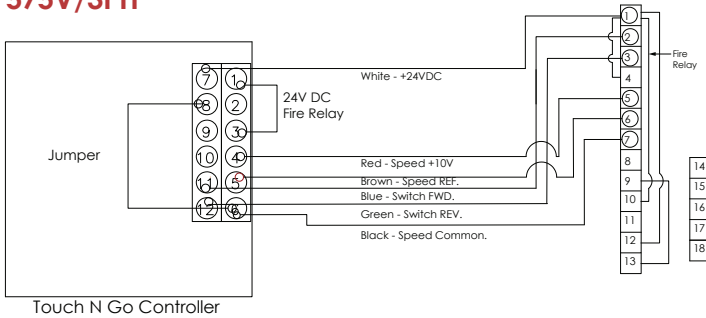 575V/3PH
White - +24VDC
Fire
Relay
24V DC
Fire Relay
Jumper
Red - Speed +10V
Brown - Speed REF.
Blue - Switch FWD.
Green - Switch REV.
Black - Speed Common.
7 1
8 2
9 3
10 4
11 5
12 6
1
2
3
4
5
6
7
8
9
10
11
12
13
14
15
16
17
18
Touch N Go Controller